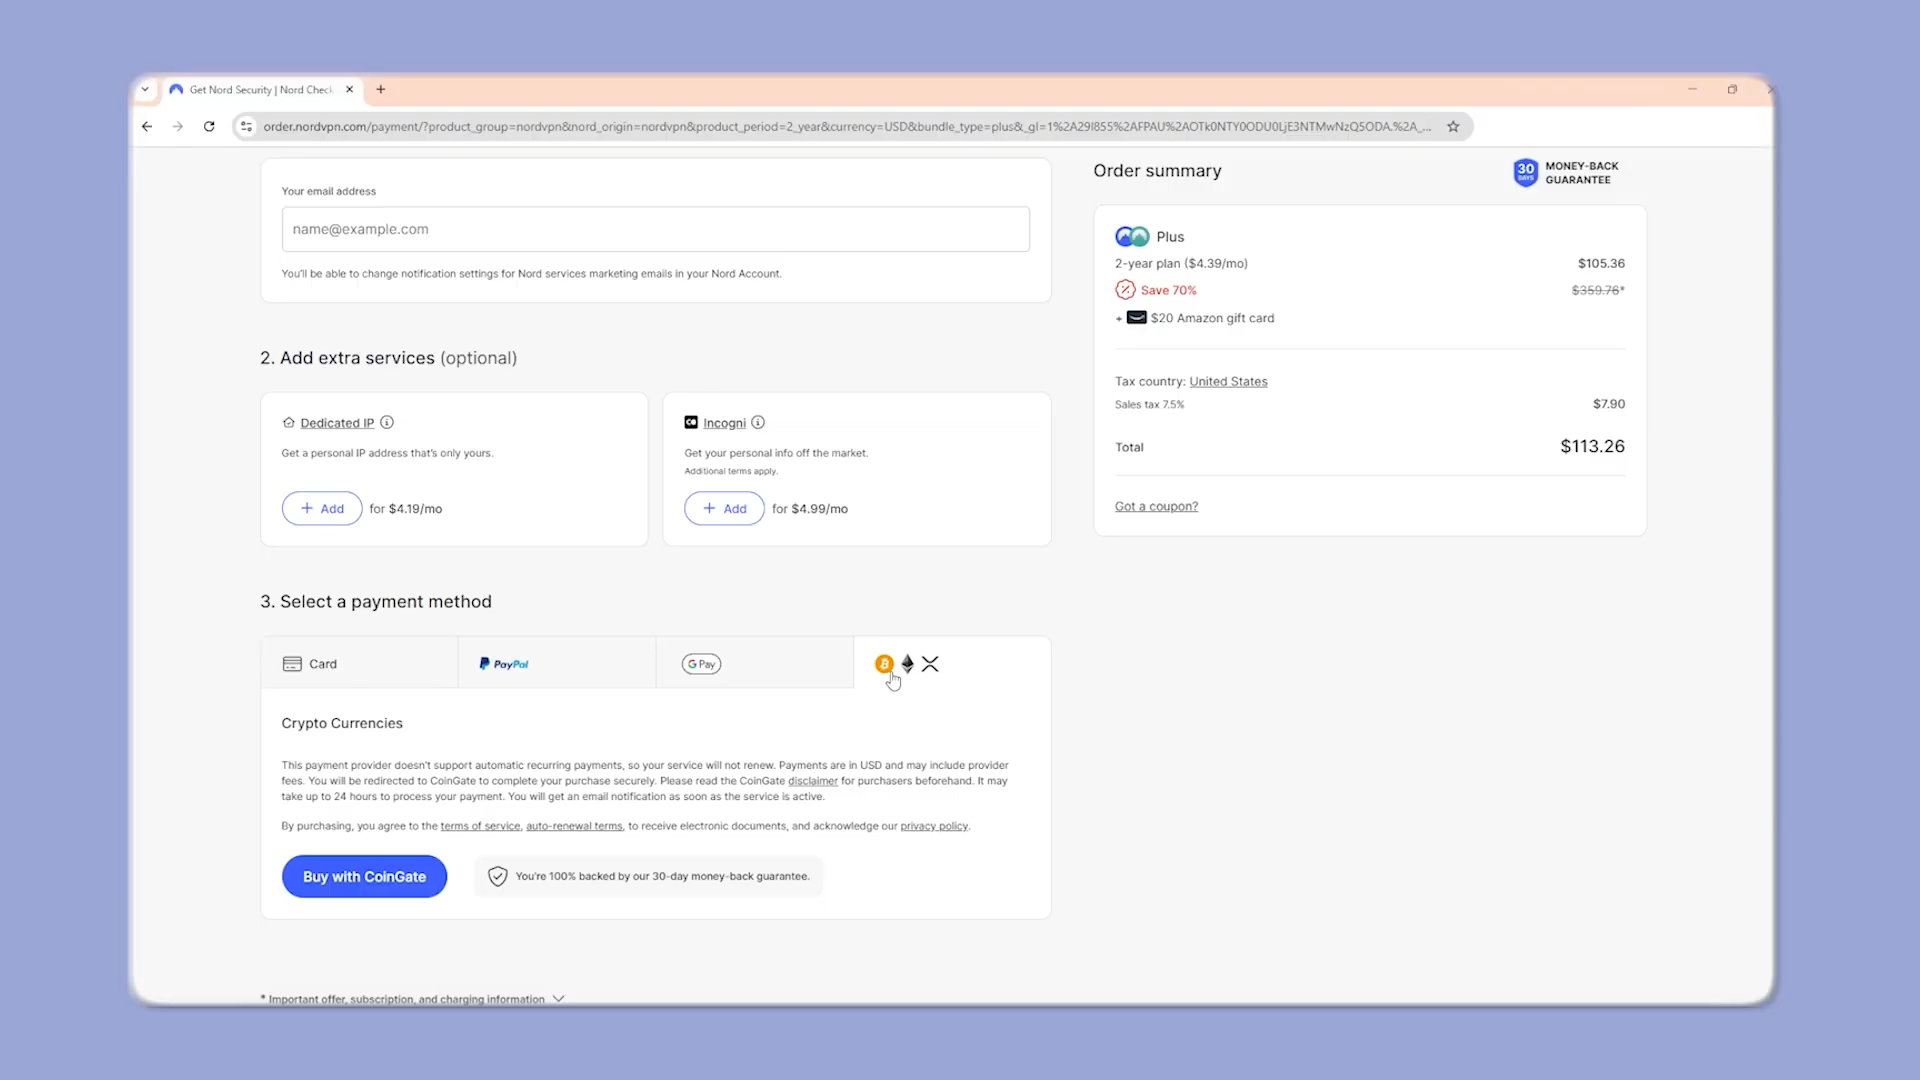 Get Nord Security | Nord Check
order.nordvpn.com/payment/?product_group=nordvpn&nord_origin=nordvpn&product_period=2_year&currency=USD&bundle_type=plus&_gl=1%2A29I855%2AFPAU%2AOTk0NTY0ODU0LjE3NTMwNzQ5ODA.%2A_...
Your email address
name@example.com
You'll be able to change notification settings for Nord services marketing emails in your Nord Account.
2. Add extra services (optional)
Dedicated IP
Get a personal IP address that's only yours.
+ Add for $4.19/mo
Incogni
Get your personal info off the market.
Additional terms apply.
+ Add for $4.99/mo
3. Select a payment method
Card
PayPal
G Pay
Crypto Currencies
This payment provider doesn't support automatic recurring payments, so your service will not renew. Payments are in USD and may include provider
fees. You will be redirected to CoinGate to complete your purchase securely. Please read the CoinGate disclaimer for purchasers beforehand. It may
take up to 24 hours to process your payment. You will get an email notification as soon as the service is active.
By purchasing, you agree to the terms of service, auto-renewal terms, to receive electronic documents, and acknowledge our privacy policy.
Buy with CoinGate
You're 100% backed by our 30-day money-back guarantee.
* Important offer, subscription, and charging information
Order summary
30 DAYS
MONEY-BACK
GUARANTEE
Plus
2-year plan ($4.39/mo) $105.36
Save 70% $359.76*
+ $20 Amazon gift card
Tax country: United States
Sales tax 7.5% $7.90
Total $113.26
Got a coupon?